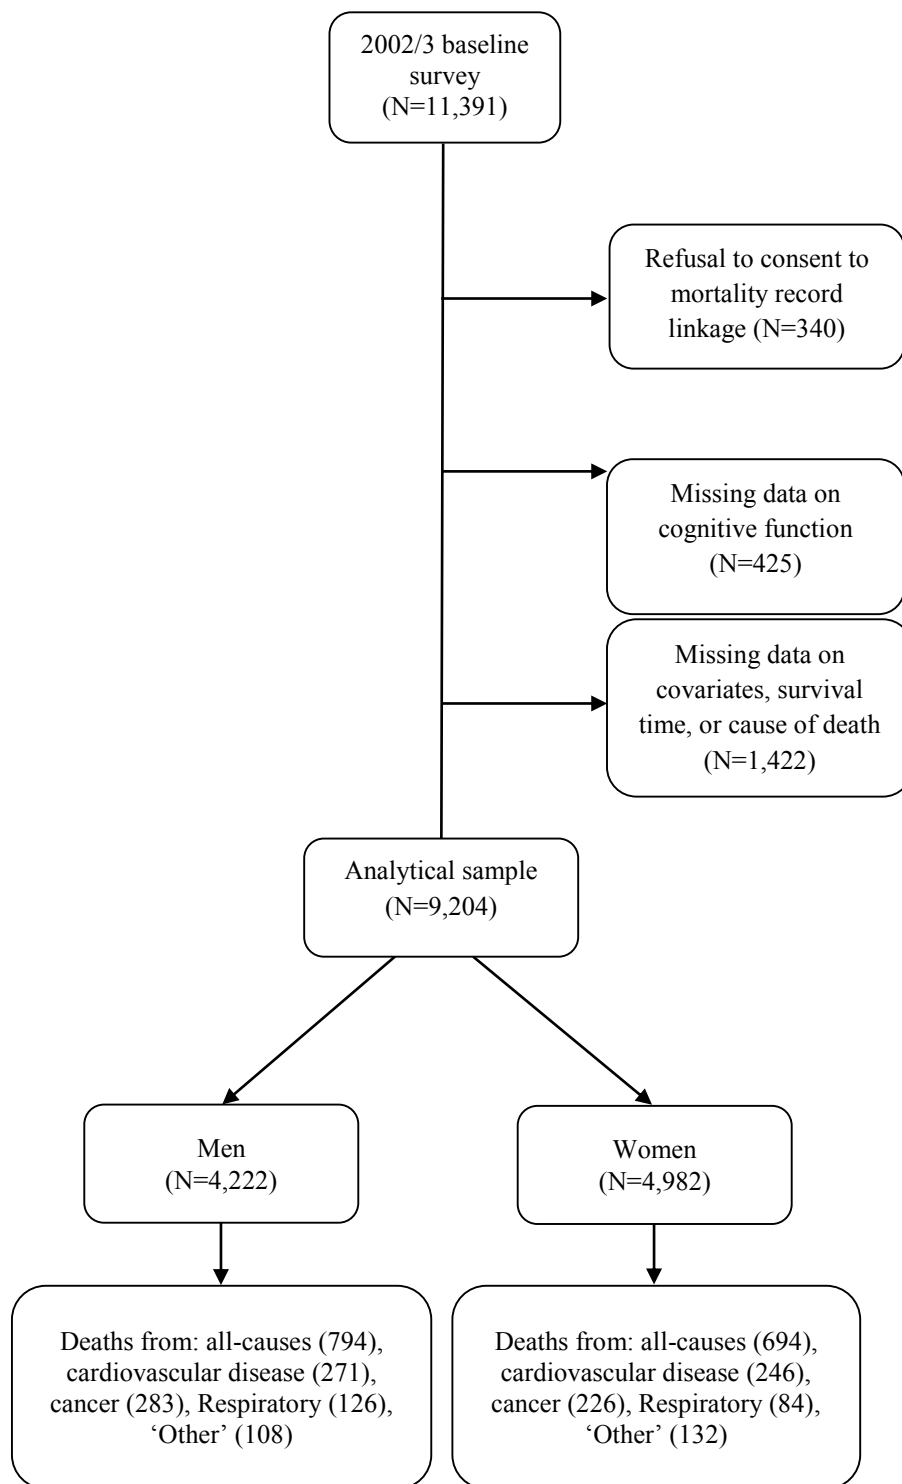 2002/3 baseline
survey
(N=11,391)
Refusal to consent to
mortality record
linkage (N=340)
Missing data on
cognitive function
(N=425)
Missing data on
covariates, survival
time, or cause of death
(N=1,422)
Analytical sample
(N=9,204)
Men
(N=4,222)
Women
(N=4,982)
Deaths from: all-causes (794),
cardiovascular disease (271),
cancer (283), Respiratory (126),
‘Other’ (108)
Deaths from: all-causes (694),
cardiovascular disease (246),
cancer (226), Respiratory (84),
‘Other’ (132)